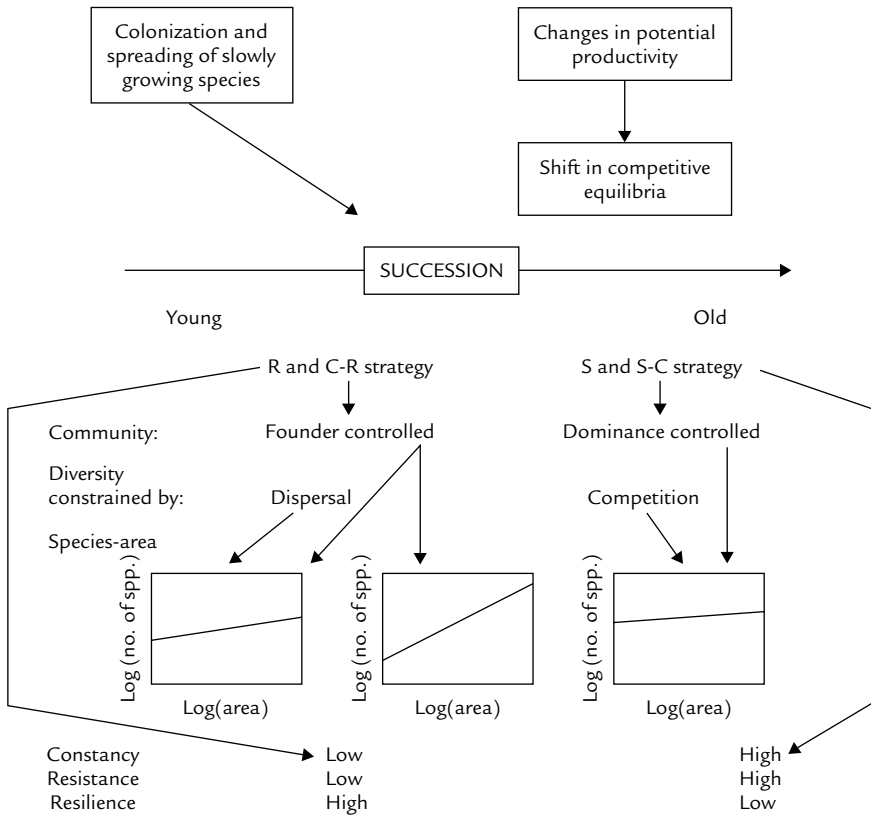 Colonization and
spreading of slowly
growing species
Changes in potential
productivity
Shift in competitive
equilibria
SUCCESSION
Young
Old
R and C-R strategy
S and S-C strategy
Community:
Founder controlled
Dominance controlled
Diversity
constrained by:
Dispersal
Competition
Species-area
Log (no. of spp.)
Log(area)
Log (no. of spp.)
Log(area)
Log (no. of spp.)
Log(area)
Constancy Low High
Resistance Low High
Resilience High Low